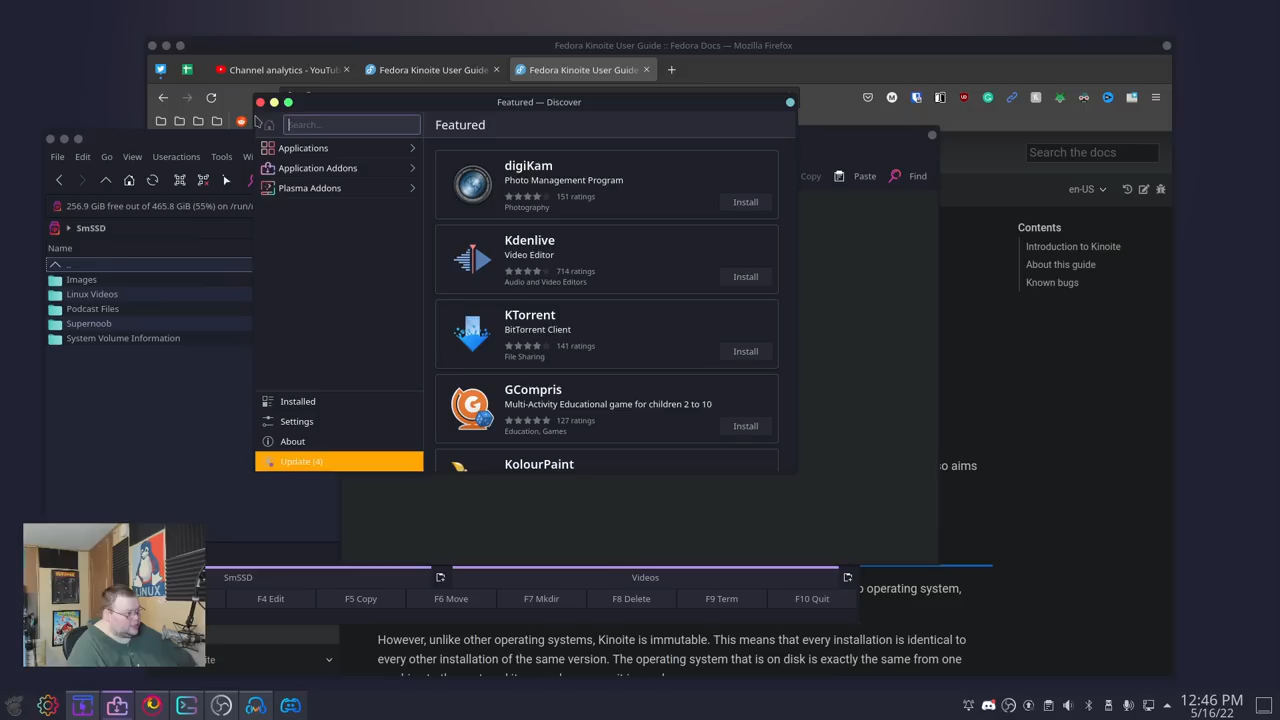 Fedora Kinoite User Guide :: Fedora Docs — Mozilla Firefox
Channel analytics - YouTub
Fedora Kinoite User Guide
Fedora Kinoite User Guide
Featured — Discover
Search...
Featured
Applications
Application Addons
Plasma Addons
digiKam
Photo Management Program
151 ratings
Photography
Install
Kdenlive
Video Editor
714 ratings
Audio and Video Editors
Install
KTorrent
BitTorrent Client
141 ratings
File Sharing
Install
GCompris
Multi-Activity Educational game for children 2 to 10
127 ratings
Education, Games
Install
KolourPaint
Installed
Settings
About
Update (4)
File Edit Go View Useractions Tools Wi
256.9 GB free out of 465.8 GB (55%) on /run/
SmSSD
Name
..
Images
Linux Videos
Podcast Files
Supernoob
System Volume Information
Copy Paste Find
Search the docs
en-US
Contents
Introduction to Kinoite
About this guide
Known bugs
so aims
SmSSD Videos
F4 Edit F5 Copy F6 Move F7 Mkdir F8 Delete F9 Term F10 Quit
operating system,
However, unlike other operating systems, Kinoite is immutable. This means that every installation is identical to
every other installation of the same version. The operating system that is on disk is exactly the same from one
LINUX
12:46 PM
5/16/22